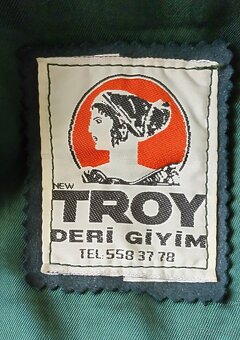 NEW
TROY
DERİ GİYİM
TEL: 558 37 78